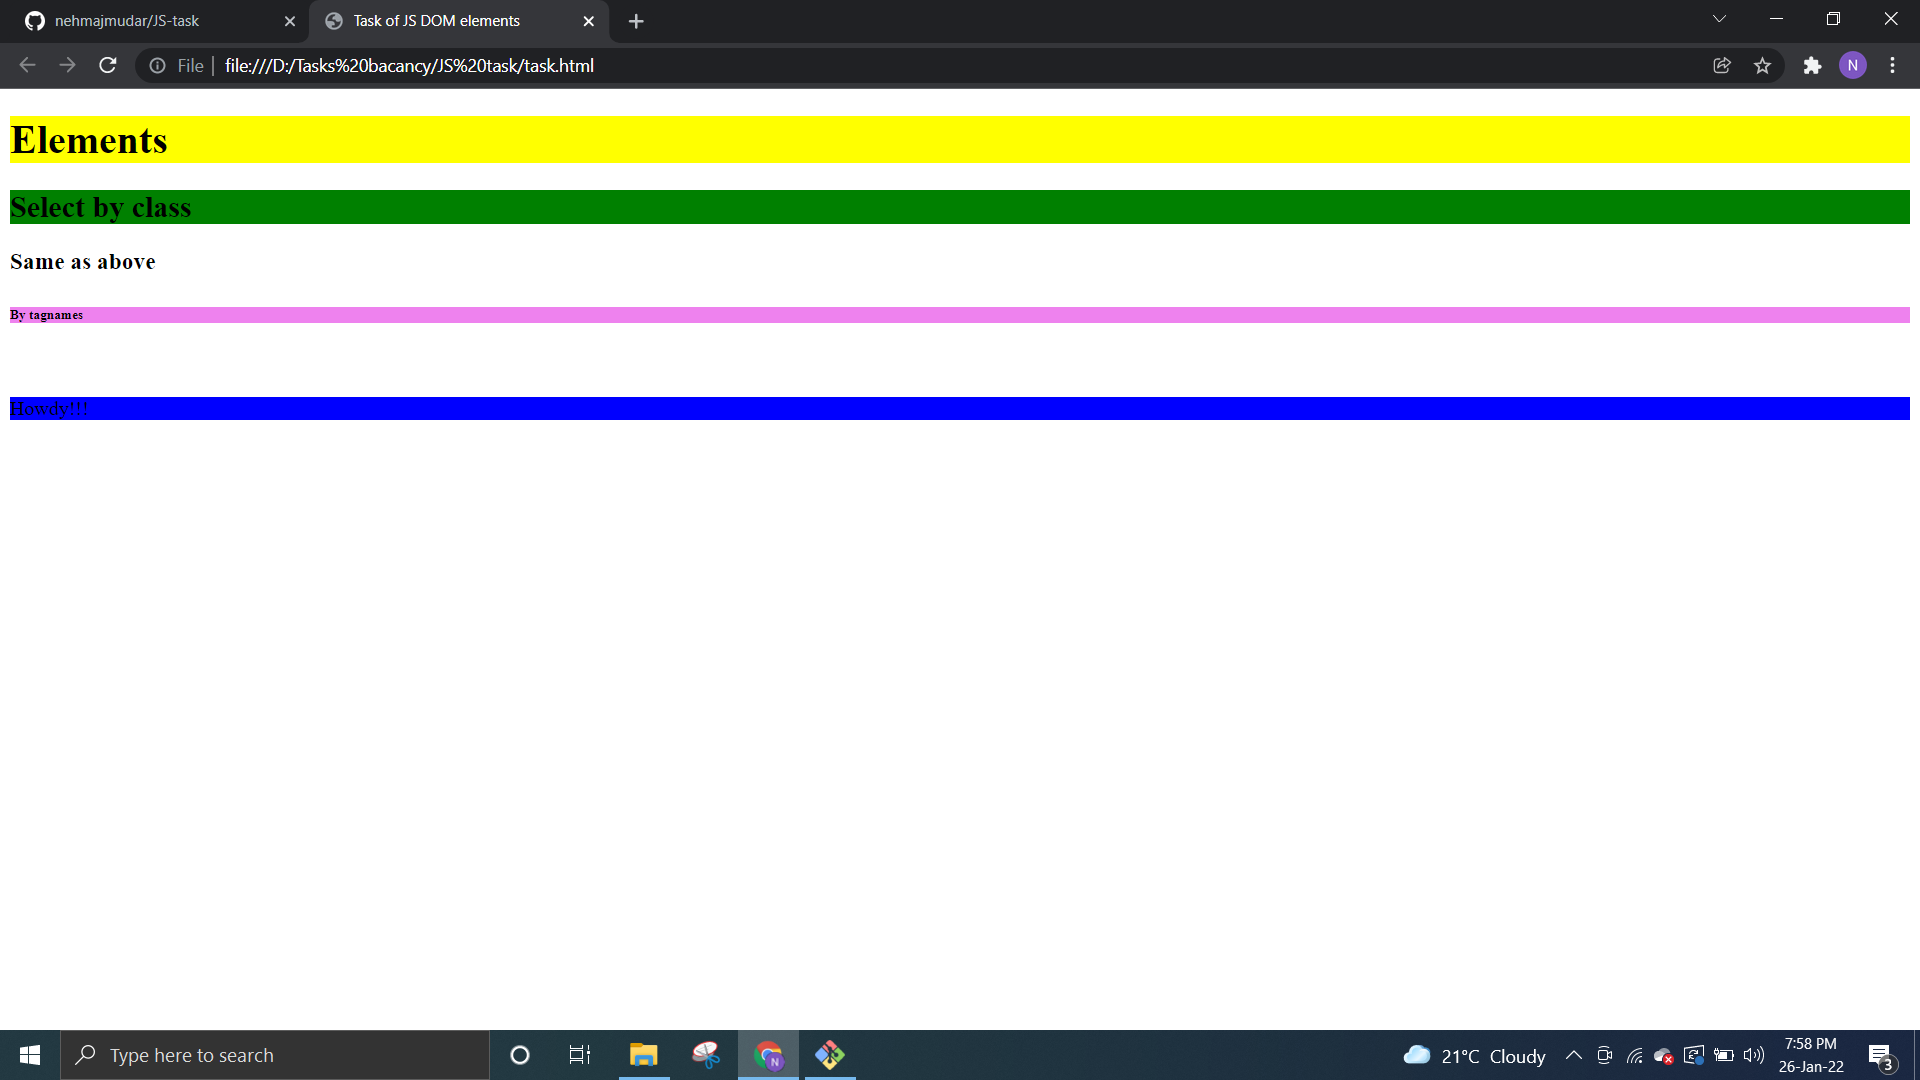 nehmajmudar/JS-task
Task of JS DOM elements
File
file:///D:/Tasks%20bacancy/JS%20task/task.html
N
Elements
Select by class
Same as above
By tagnames
Howdy!!!
Type here to search
N
21°C Cloudy
7:58 PM
26-Jan-22
3